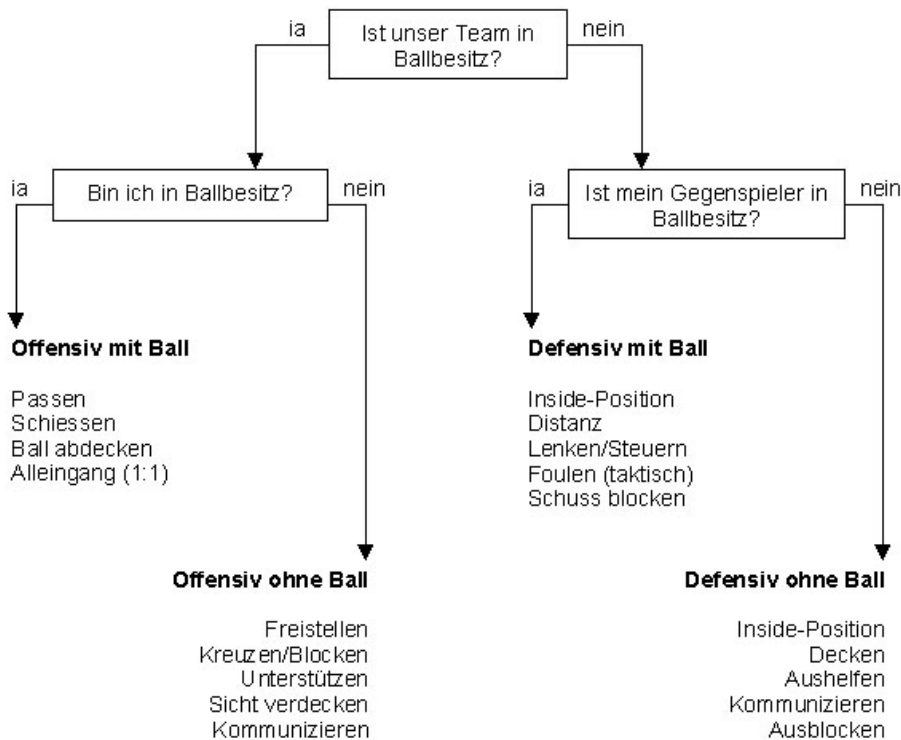 ja
Ist unser Team in
Ballbesitz?
nein
ja
Bin ich in Ballbesitz?
nein
ja
Ist mein Gegenspieler in
Ballbesitz?
nein
Offensiv mit Ball
Passen
Schiessen
Ball abdecken
Alleingang (1:1)
Defensiv mit Ball
Inside-Position
Distanz
Lenken/Steuern
Foulen (taktisch)
Schuss blocken
Offensiv ohne Ball
Freistellen
Kreuzen/Blocken
Unterstützen
Sicht verdecken
Kommunizieren
Defensiv ohne Ball
Inside-Position
Decken
Aushelfen
Kommunizieren
Ausblocken